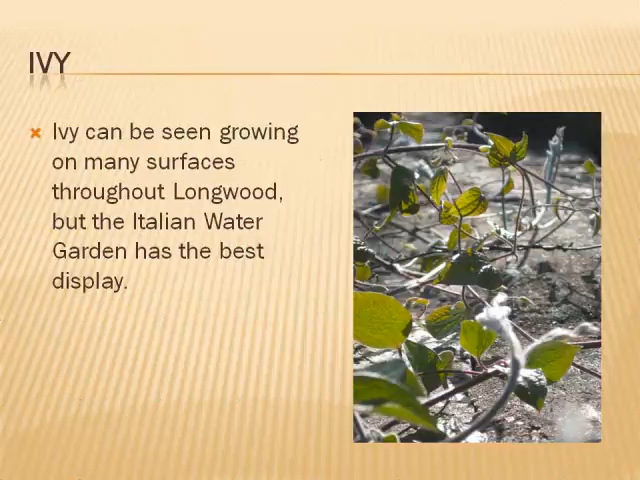 IVY
Ivy can be seen growing
on many surfaces
throughout Longwood,
but the Italian Water
Garden has the best
display.